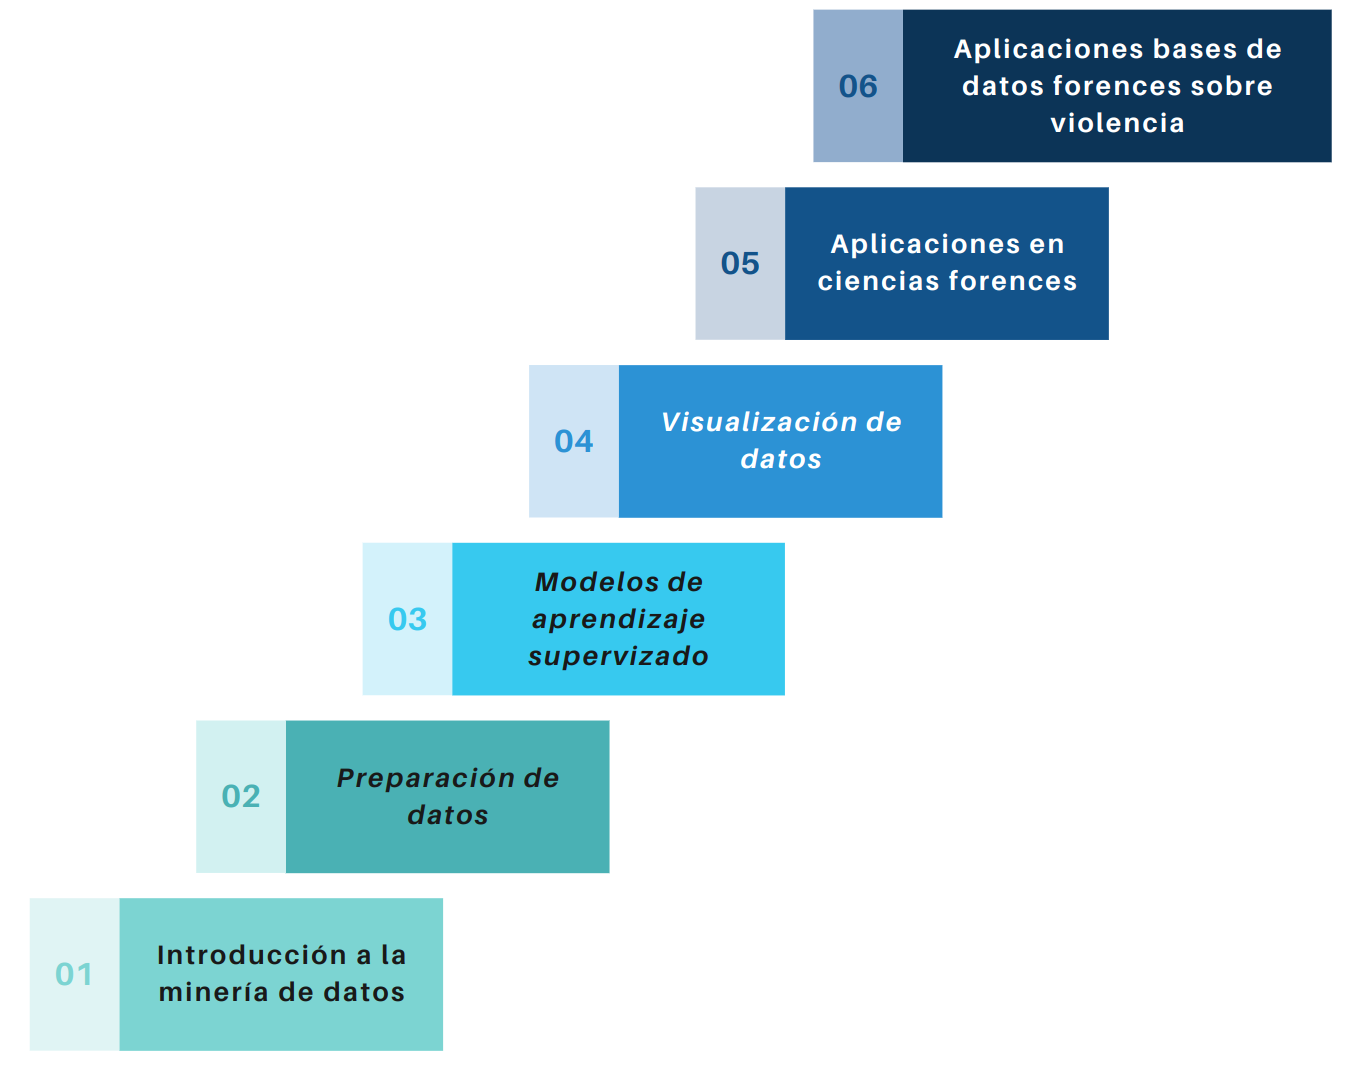 06
Aplicaciones bases de
datos forences sobre
violencia
05
Aplicaciones en
ciencias forences
04
Visualización de
datos
03
Modelos de
aprendizaje
supervizado
02
Preparación de
datos
01
Introducción a la
minería de datos